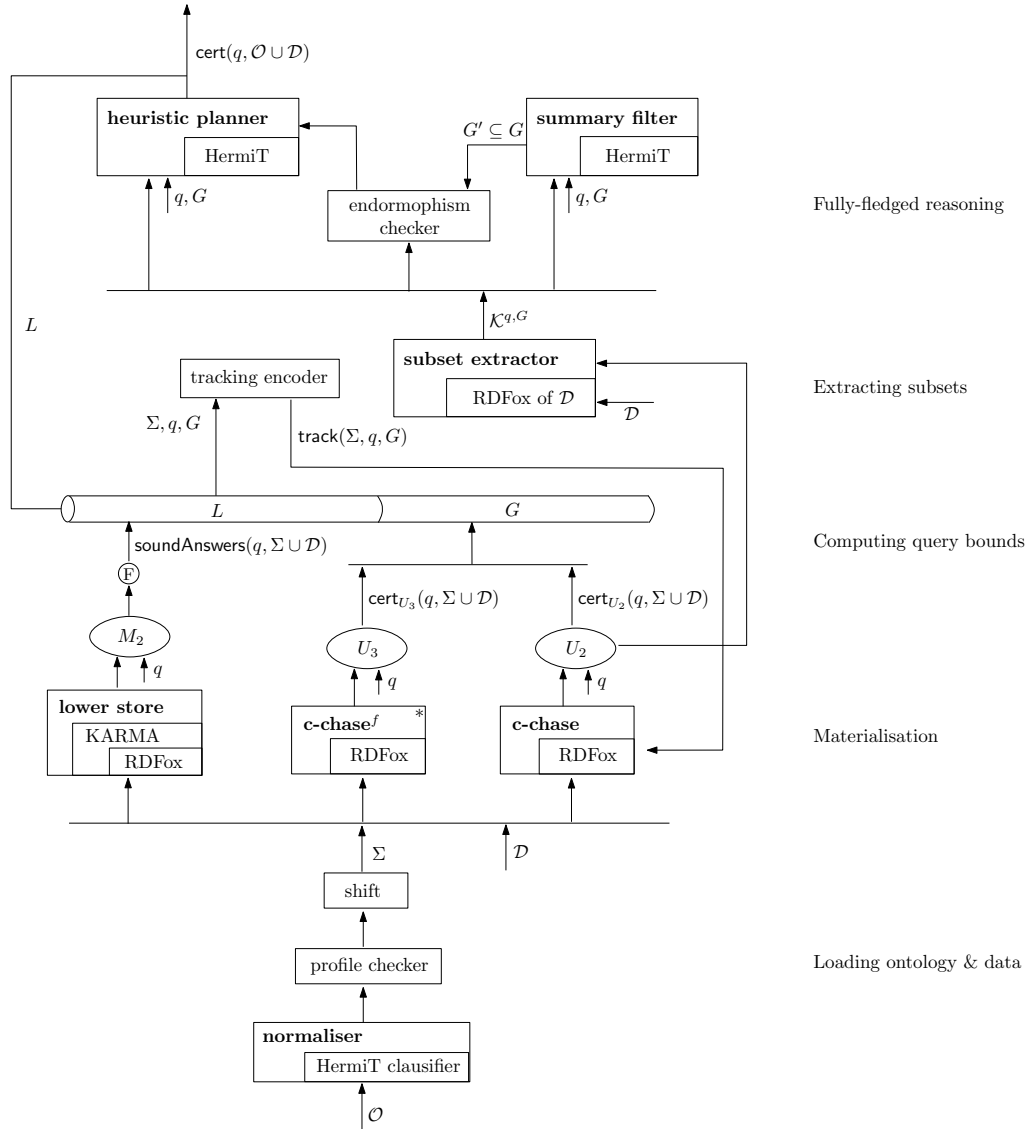 cert(q, 𝒪 ∪ 𝒟)
heuristic planner
HermiT
summary filter
HermiT
G′ ⊆ G
q, G
q, G
endormophism
checker
Fully-fledged reasoning
L
𝒦^{q,G}
subset extractor
RDFox of 𝒟
𝒟
tracking encoder
Extracting subsets
Σ, q, G
track(Σ, q, G)
L
G
soundAnswers(q, Σ ∪ 𝒟)
F
Computing query bounds
cert_{U_3}(q, Σ ∪ 𝒟)
cert_{U_2}(q, Σ ∪ 𝒟)
M_2
U_3
U_2
q
q
q
lower store
KARMA
RDFox
c-chase^f
*
RDFox
c-chase
RDFox
Materialisation
Σ
𝒟
shift
profile checker
Loading ontology & data
normaliser
HermiT clausifier
𝒪